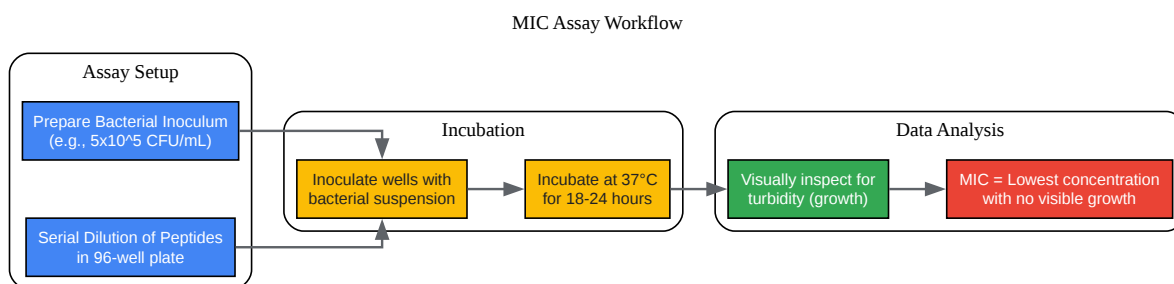 MIC Assay Workflow
Assay Setup
Prepare Bacterial Inoculum
(e.g., 5x10^5 CFU/mL)
Serial Dilution of Peptides
in 96-well plate
Incubation
Inoculate wells with
bacterial suspension
Incubate at 37°C
for 18-24 hours
Data Analysis
Visually inspect for
turbidity (growth)
MIC = Lowest concentration
with no visible growth